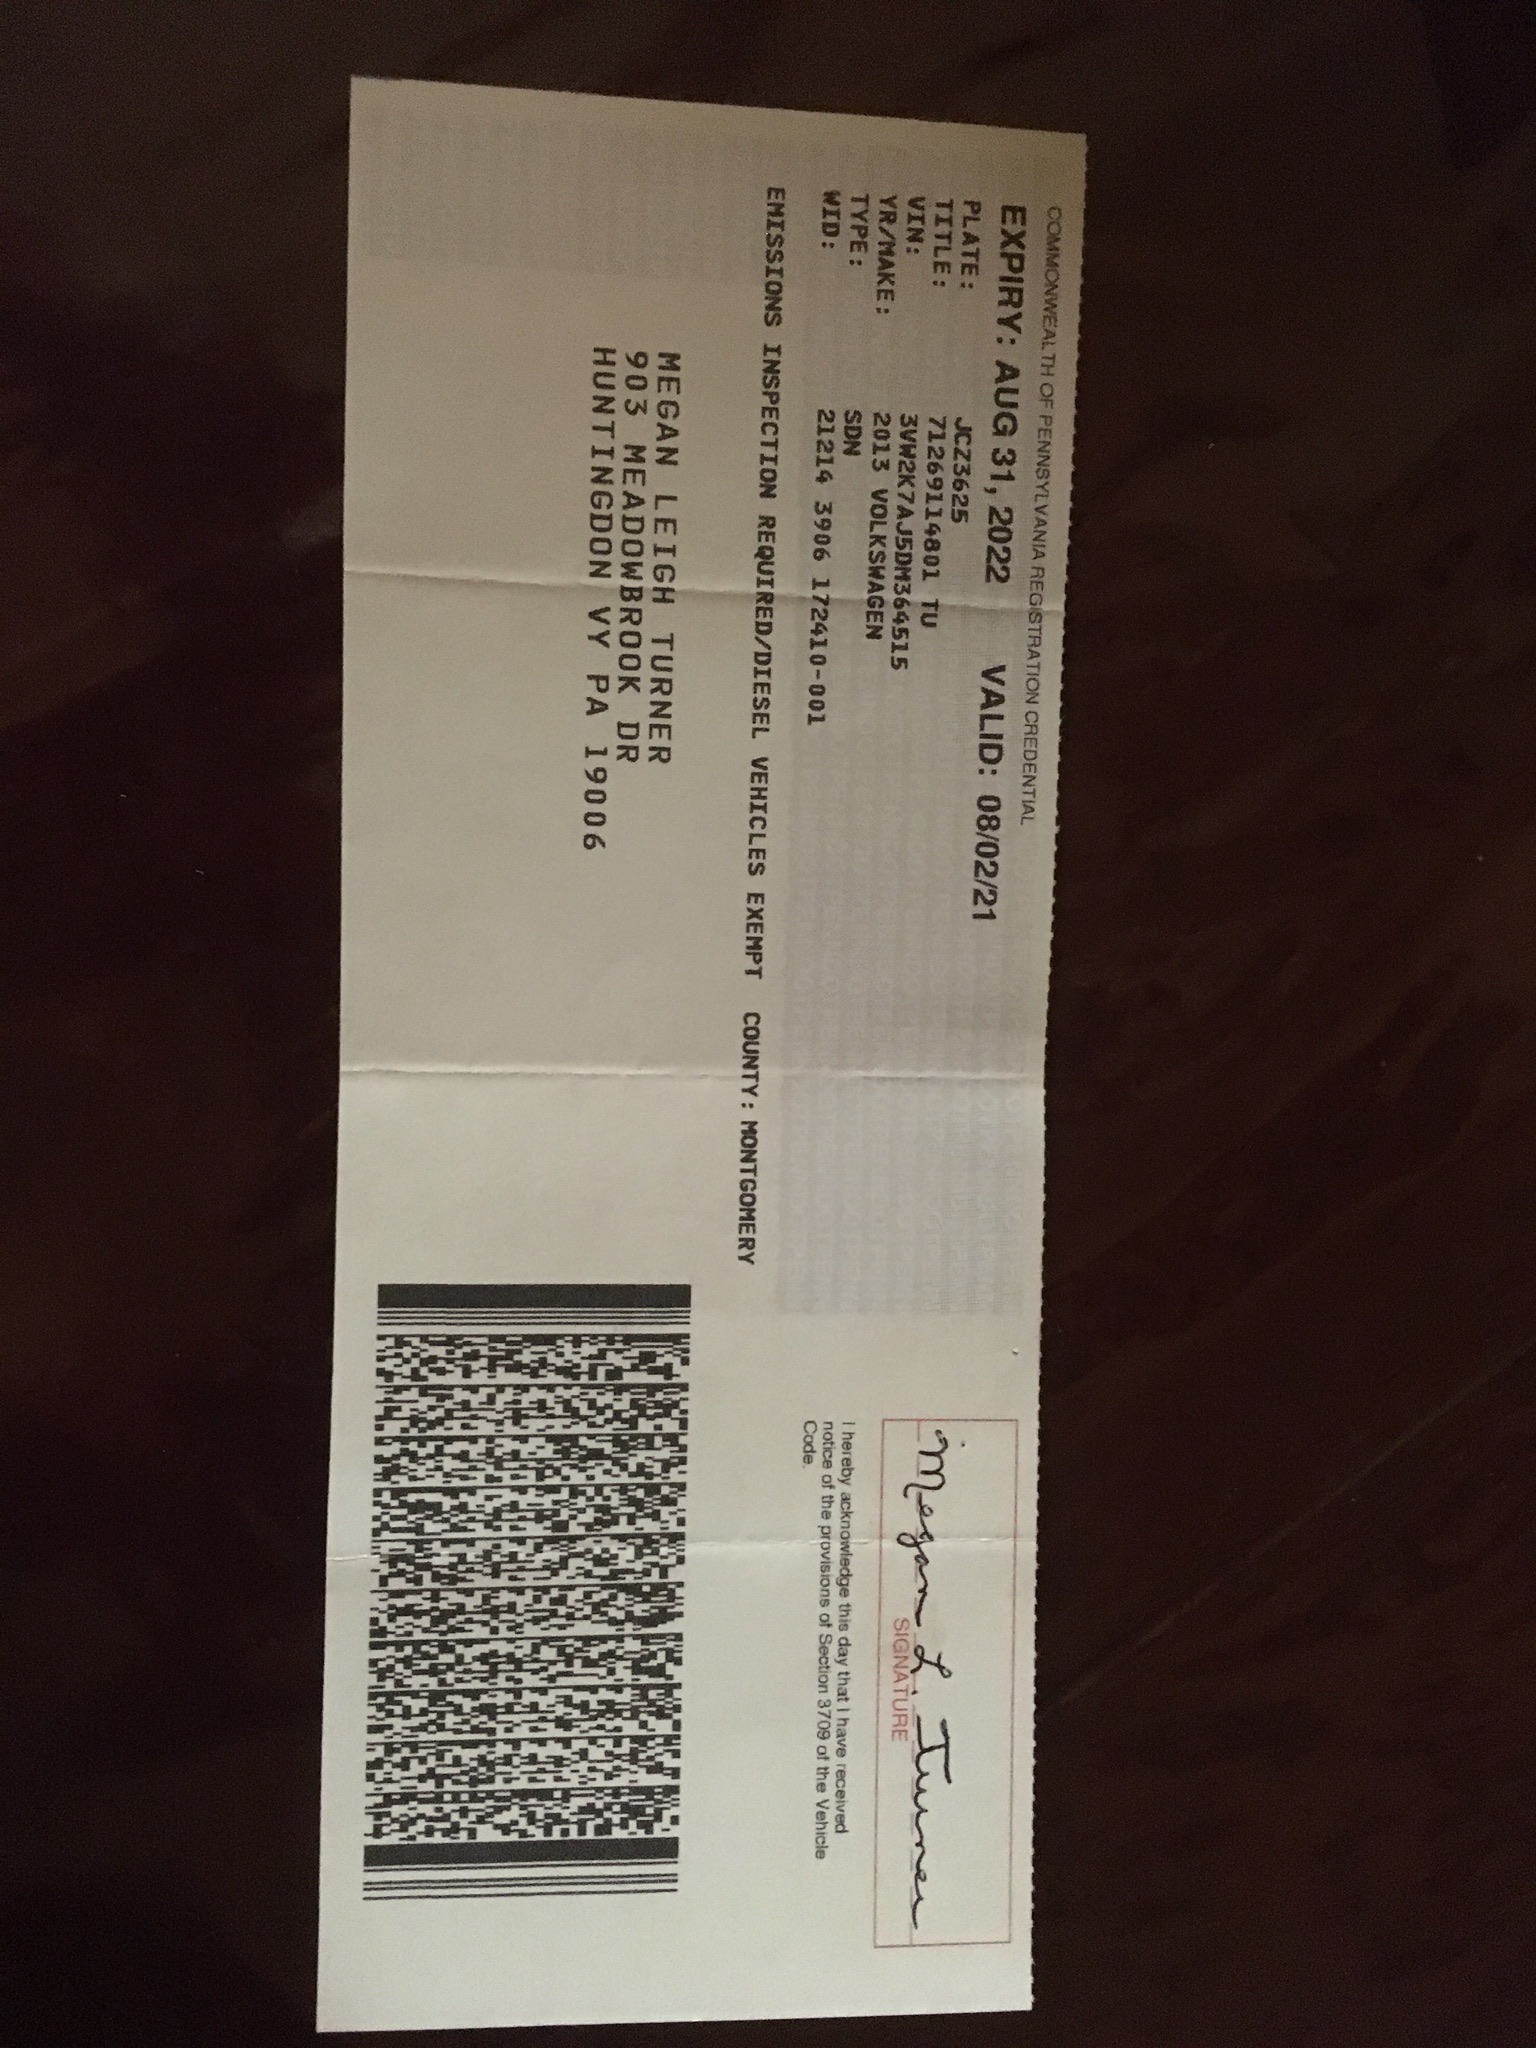 COMMONWEALTH OF PENNSYLVANIA REGISTRATION CREDENTIAL
EXPIRY: AUG 31, 2022 VALID: 08/02/21
PLATE: JCZ3625
TITLE: 71269114801 TU
VIN: 3VW2K7AJ5DM364515
YR/MAKE: 2013 VOLKSWAGEN
TYPE: SDN
WID: 21214 3906 172410-001
EMISSIONS INSPECTION REQUIRED/DIESEL VEHICLES EXEMPT COUNTY: MONTGOMERY
MEGAN LEIGH TURNER
903 MEADOWBROOK DR
HUNTINGDON VY PA 19006
Megan L. Turner
SIGNATURE
I hereby acknowledge this day that I have received
notice of the provisions of Section 3709 of the Vehicle
Code.